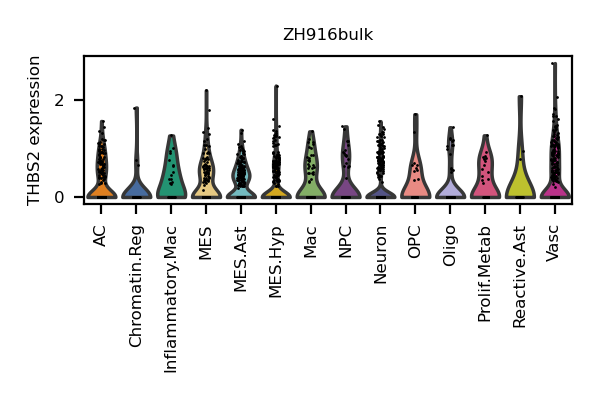 ZH916bulk
THBS2 expression
2
0
AC
Chromatin.Reg
Inflammatory.Mac
MES
MES.Ast
MES.Hyp
Mac
NPC
Neuron
OPC
Oligo
Prolif.Metab
Reactive.Ast
Vasc